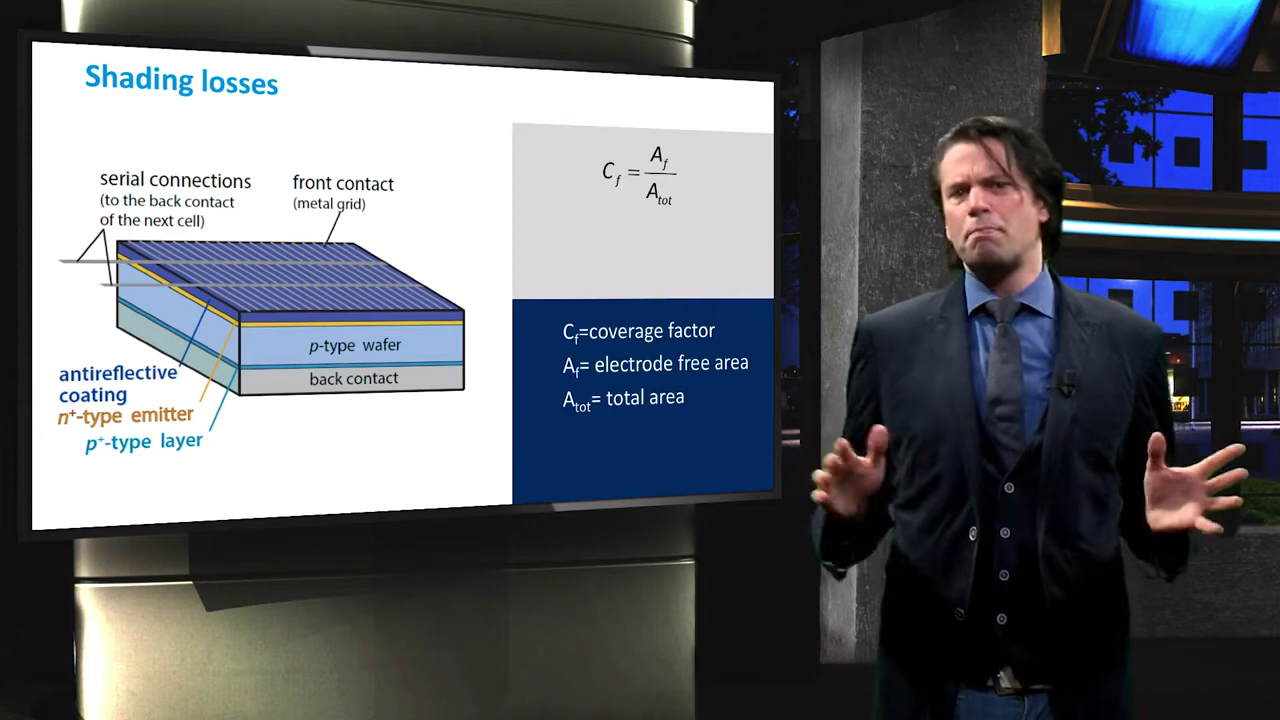 Shading losses
serial connections
(to the back contact
of the next cell)
front contact
(metal grid)
p-type wafer
back contact
antireflective
coating
n⁺-type emitter
p⁺-type layer
C_f = A_f / A_tot
C_f=coverage factor
A_f= electrode free area
A_tot= total area